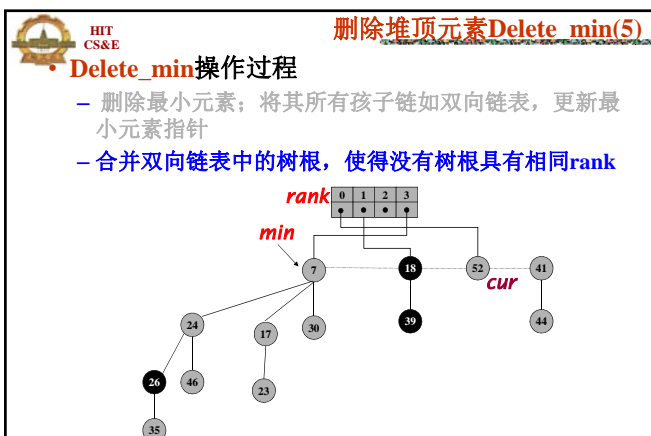 HIT
CS&E
删除堆顶元素Delete_min(5)
• Delete_min操作过程
– 删除最小元素；将其所有孩子链如双向链表，更新最
小元素指针
– 合并双向链表中的树根，使得没有树根具有相同rank
rank 0 1 2 3
min
7 18 52 41
cur
24 17 30 39 44
26 46 23
35